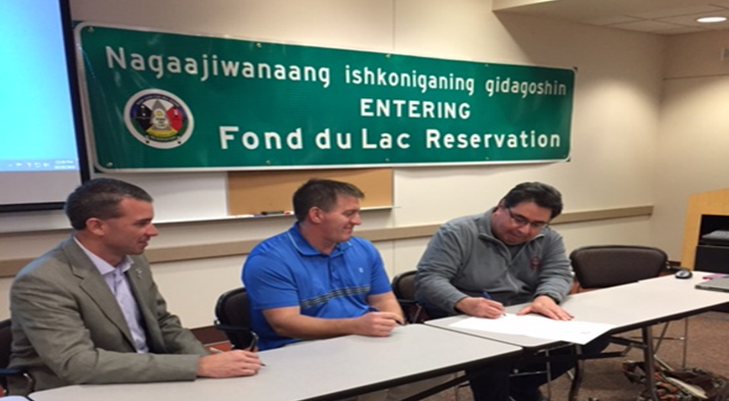 Nagaajiwanaang ishkoniganing gidagoshin
ENTERING
Fond du Lac Reservation